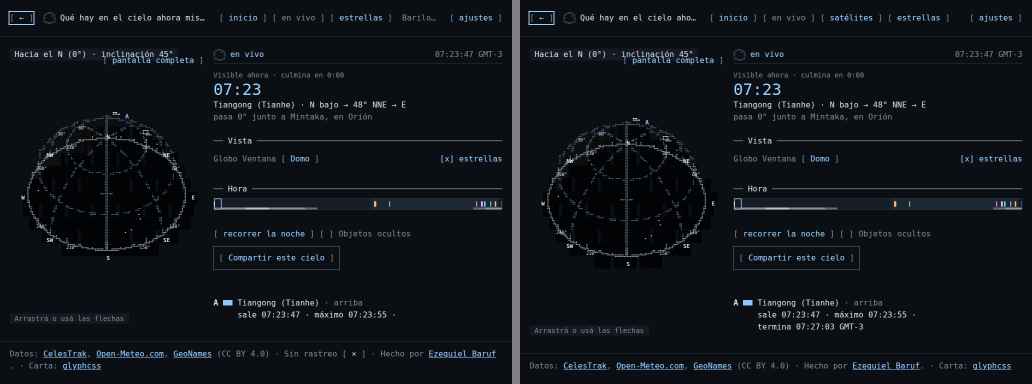 [ ← ] Qué hay en el cielo ahora mis… [ inicio ] [ en vivo ] [ estrellas ] Barilo… [ ajustes ]
Hacia el N (0°) · inclinación 45°
[ pantalla completa ]
en vivo 07:23:47 GMT-3
Visible ahora · culmina en 0:08
07:23
Tiangong (Tianhe) · N bajo → 48° NNE → E
pasa 0° junto a Mintaka, en Orión
Vista
Globo Ventana [ Domo ] [x] estrellas
Hora
[ recorrer la noche ] [ ] Objetos ocultos
[ Compartir este cielo ]
A Tiangong (Tianhe) · arriba
sale 07:23:47 · máximo 07:23:55 ·
A
N
NW
NE
W
E
SW
SE
S
Arrastrá o usá las flechas
Datos: CelesTrak, Open-Meteo.com, GeoNames (CC BY 4.0) · Sin rastreo [ × ] · Hecho por Ezequiel Baruf
. · Carta: glyphcss
[ ← ] Qué hay en el cielo aho… [ inicio ] [ en vivo ] [ satélites ] [ estrellas ] [ ajustes ]
Hacia el N (0°) · inclinación 45°
[ pantalla completa ]
en vivo 07:23:47 GMT-3
Visible ahora · culmina en 0:08
07:23
Tiangong (Tianhe) · N bajo → 48° NNE → E
pasa 0° junto a Mintaka, en Orión
Vista
Globo Ventana [ Domo ] [x] estrellas
Hora
[ recorrer la noche ] [ ] Objetos ocultos
[ Compartir este cielo ]
A Tiangong (Tianhe) · arriba
sale 07:23:47 · máximo 07:23:55 ·
termina 07:27:03 GMT-3
A
N
NW
NE
W
E
SW
SE
S
Arrastrá o usá las flechas
Datos: CelesTrak, Open-Meteo.com, GeoNames (CC BY 4.0) · Hecho por Ezequiel Baruf. · Carta: glyphcss